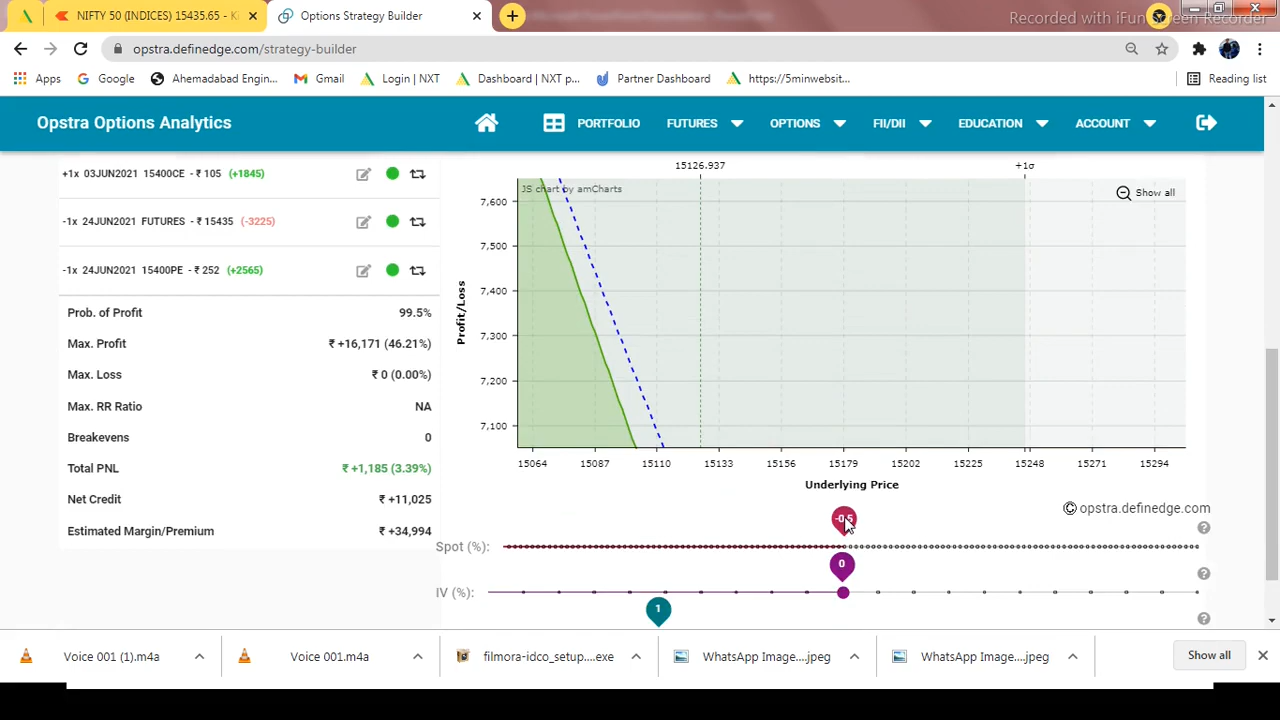 NIFTY 50 (INDICES) 15435.65 - K
Options Strategy Builder
Recorded with iFun Screen Recorder
opstra.definedge.com/strategy-builder
Apps Google Ahemadabad Engin... Gmail Login | NXT Dashboard | NXT p... Partner Dashboard https://5minwebsit... Reading list
Opstra Options Analytics PORTFOLIO FUTURES OPTIONS FII/DII EDUCATION ACCOUNT
15126.937 +1σ
+1x 03JUN2021 15400CE - ₹ 105 (+1845)
JS chart by amCharts Show all
-1x 24JUN2021 FUTURES - ₹ 15435 (-3225)
-1x 24JUN2021 15400PE - ₹ 252 (+2565)
Prob. of Profit 99.5%
Max. Profit ₹ +16,171 (46.21%)
Max. Loss ₹ 0 (0.00%)
Max. RR Ratio NA
Breakevens 0
Total PNL ₹ +1,185 (3.39%)
Net Credit ₹ +11,025
Estimated Margin/Premium ₹ +34,994
Profit/Loss
7,600
7,500
7,400
7,300
7,200
7,100
15064 15087 15110 15133 15156 15179 15202 15225 15248 15271 15294
Underlying Price
© opstra.definedge.com
Spot (%): ?
0
IV (%): ?
1
?
Voice 001 (1).m4a Voice 001.m4a filmora-idco_setup....exe WhatsApp Image....jpeg WhatsApp Image....jpeg Show all